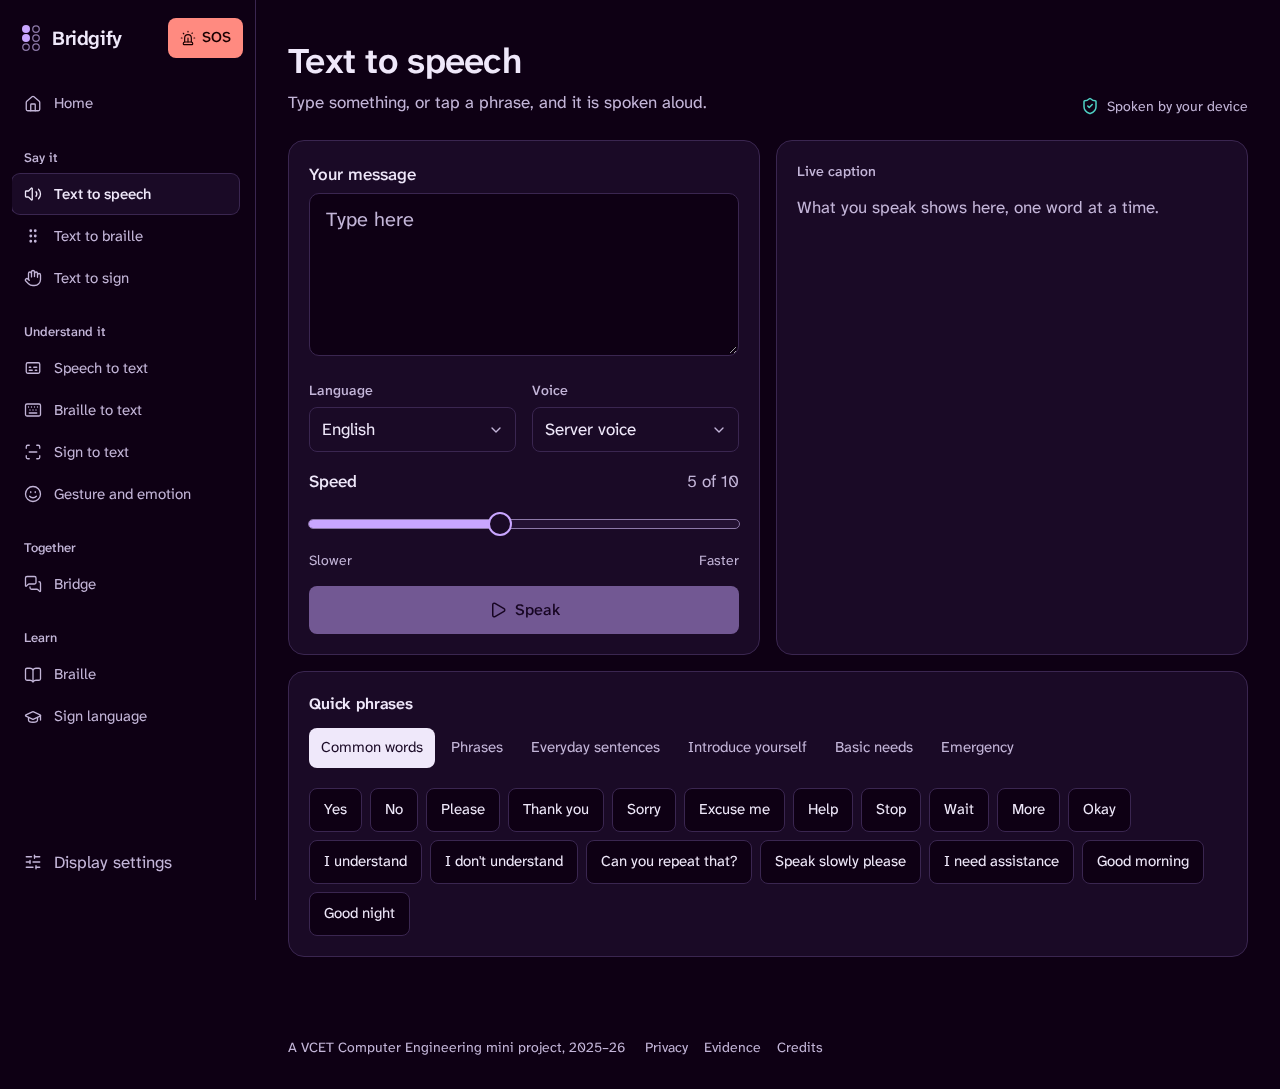 Bridgify
SOS
Home
Say it
Text to speech
Text to braille
Text to sign
Understand it
Speech to text
Braille to text
Sign to text
Gesture and emotion
Together
Bridge
Learn
Braille
Sign language
Display settings
Text to speech
Type something, or tap a phrase, and it is spoken aloud.
Spoken by your device
Your message
Type here
Language
Voice
English
Server voice
Speed
5 of 10
Slower
Faster
Speak
Live caption
What you speak shows here, one word at a time.
Quick phrases
Common words Phrases Everyday sentences Introduce yourself Basic needs Emergency
Yes No Please Thank you Sorry Excuse me Help Stop Wait More Okay
I understand I don't understand Can you repeat that? Speak slowly please I need assistance Good morning
Good night
A VCET Computer Engineering mini project, 2025–26 Privacy Evidence Credits